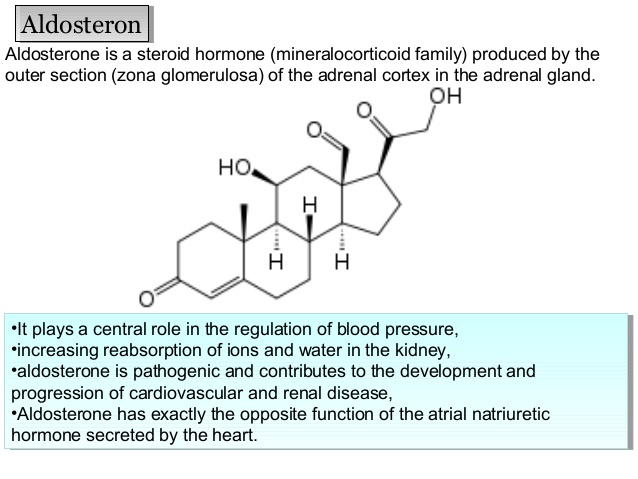 Aldosteron
Aldosterone is a steroid hormone (mineralocorticoid family) produced by the
outer section (zona glomerulosa) of the adrenal cortex in the adrenal gland.
OH
O
O
HO
H
H
H
O
•It plays a central role in the regulation of blood pressure,
•increasing reabsorption of ions and water in the kidney,
•aldosterone is pathogenic and contributes to the development and
progression of cardiovascular and renal disease,
•Aldosterone has exactly the opposite function of the atrial natriuretic
hormone secreted by the heart.